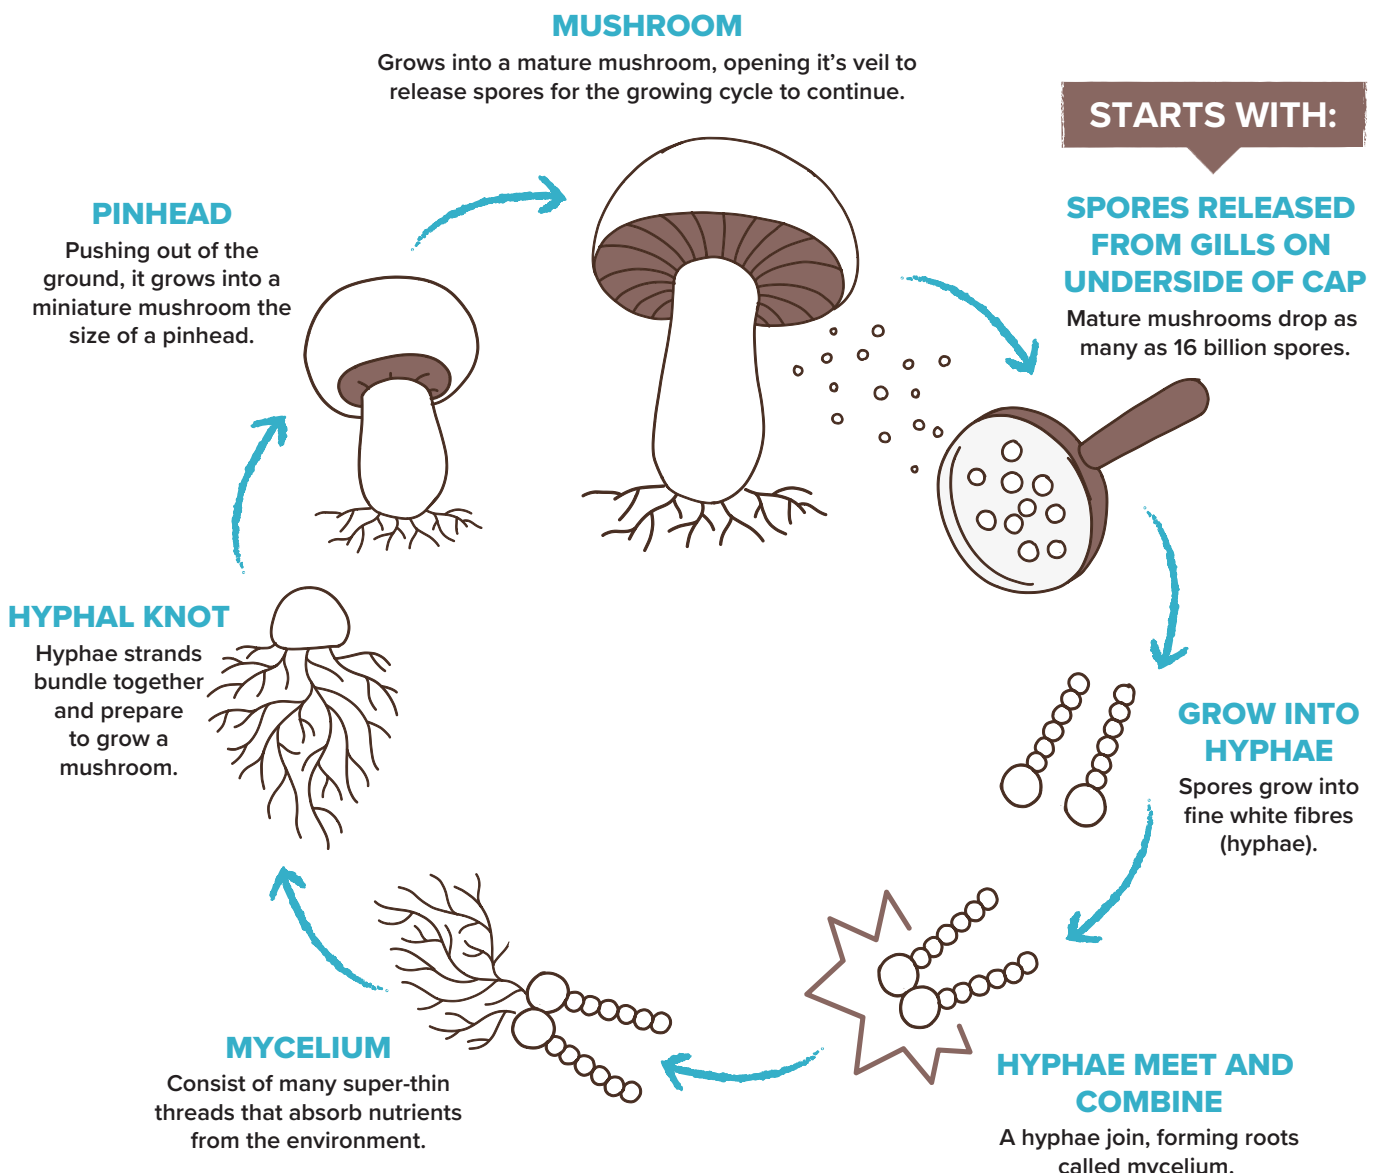 MUSHROOM
Grows into a mature mushroom, opening it's veil to
release spores for the growing cycle to continue.
STARTS WITH:
SPORES RELEASED
FROM GILLS ON
UNDERSIDE OF CAP
Mature mushrooms drop as
many as 16 billion spores.
GROW INTO
HYPHAE
Spores grow into
fine white fibres
(hyphae).
HYPHAE MEET AND
COMBINE
A hyphae join, forming roots
called mycelium.
MYCELIUM
Consist of many super-thin
threads that absorb nutrients
from the environment.
HYPHAL KNOT
Hyphae strands
bundle together
and prepare
to grow a
mushroom.
PINHEAD
Pushing out of the
ground, it grows into a
miniature mushroom the
size of a pinhead.